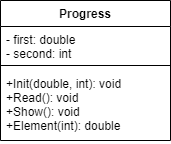 Progress
- first: double
- second: int
+Init(double, int): void
+Read(): void
+Show(): void
+Element(int): double